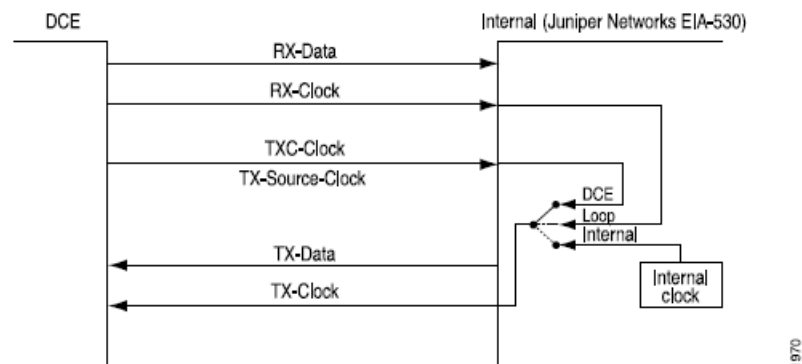 DCE
Internal (Juniper Networks EIA-530)
RX-Data
RX-Clock
TXC-Clock
TX-Source-Clock
DCE
Loop
Internal
TX-Data
TX-Clock
Internal
clock
970